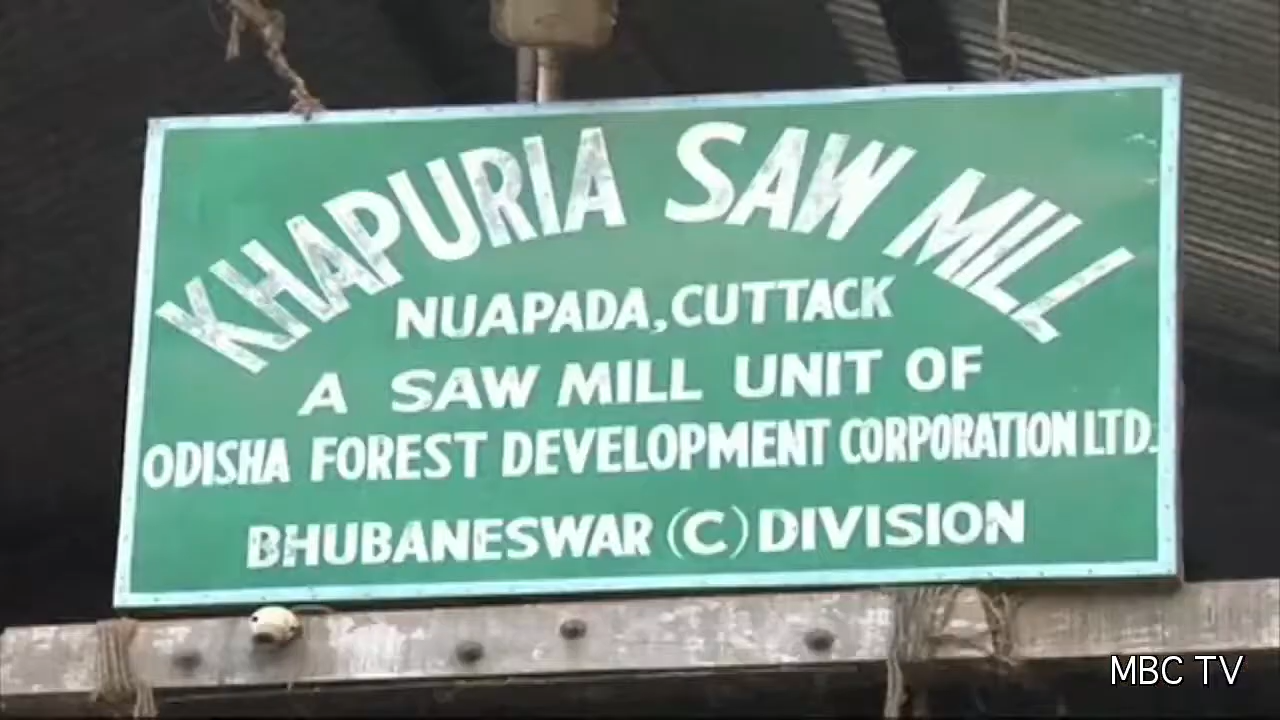 KHAPURIA SAW MILL
NUAPADA, CUTTACK
A SAW MILL UNIT OF
ODISHA FOREST DEVELOPMENT CORPORATION LTD.
BHUBANESWAR (C) DIVISION
MBC TV